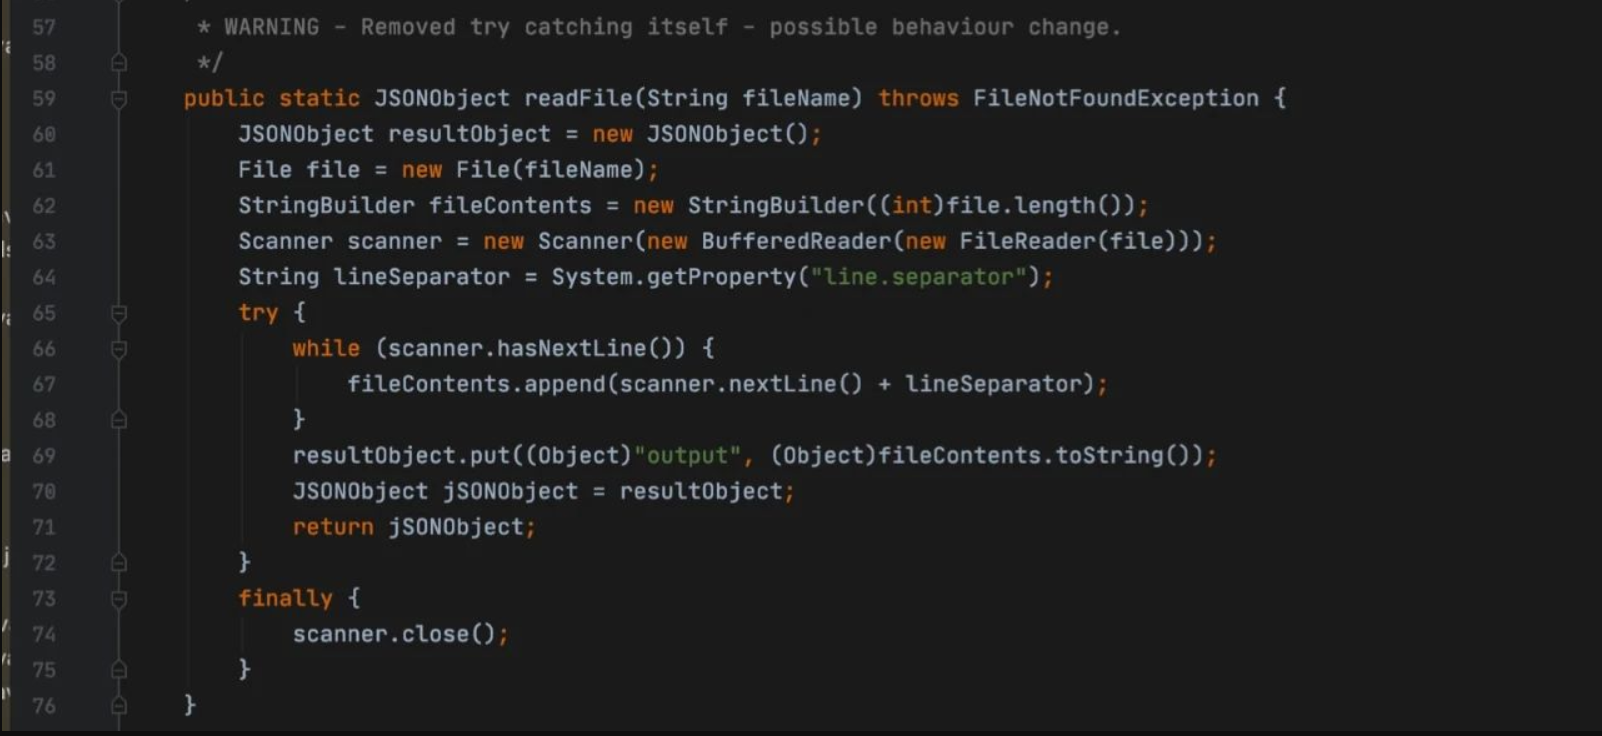 57 * WARNING - Removed try catching itself - possible behaviour change.
58 */
59 public static JSONObject readFile(String fileName) throws FileNotFoundException {
60 JSONObject resultObject = new JSONObject();
61 File file = new File(fileName);
62 StringBuilder fileContents = new StringBuilder((int)file.length());
63 Scanner scanner = new Scanner(new BufferedReader(new FileReader(file)));
64 String lineSeparator = System.getProperty("line.separator");
65 try {
66 while (scanner.hasNextLine()) {
67 fileContents.append(scanner.nextLine() + lineSeparator);
68 }
69 resultObject.put((Object)"output", (Object)fileContents.toString());
70 JSONObject jSONObject = resultObject;
71 return jSONObject;
72 }
73 finally {
74 scanner.close();
75 }
76 }